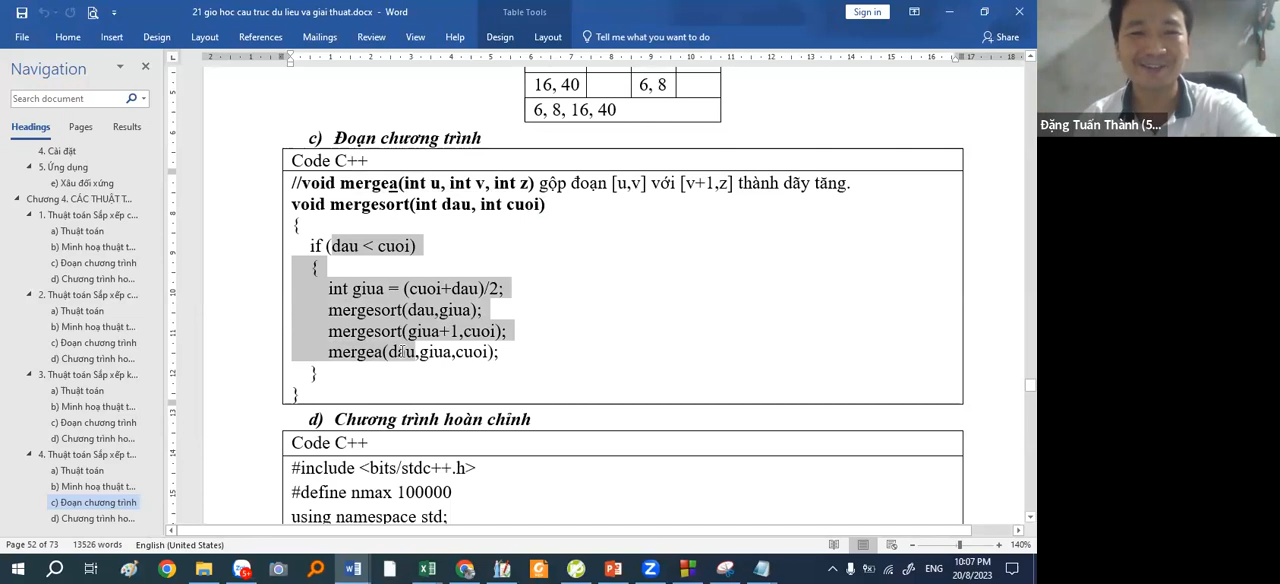 21 gio hoc cau truc du lieu va giai thuat.docx - Word
Table Tools
Sign in
File Home Insert Design Layout References Mailings Review View Help Design Layout Tell me what you want to do Share
Navigation
Search document
Headings Pages Results
4. Cài đặt
5. Ứng dụng
e) Xâu đối xứng
Chương 4. CÁC THUẬT T...
1. Thuật toán Sắp xếp c...
a) Thuật toán
b) Minh hoạ thuật t...
c) Đoạn chương trình
d) Chương trình ho...
2. Thuật toán Sắp xếp c...
a) Thuật toán
b) Minh hoạ thuật t...
c) Đoạn chương trình
d) Chương trình ho...
3. Thuật toán Sắp xếp k...
a) Thuật toán
b) Minh hoạ thuật t...
c) Đoạn chương trình
d) Chương trình ho...
4. Thuật toán Sắp xếp t...
a) Thuật toán
b) Minh hoạ thuật t...
c) Đoạn chương trình
d) Chương trình ho...
16, 40 6, 8
6, 8, 16, 40
c) Đoạn chương trình
Code C++
//void mergea(int u, int v, int z) gộp đoạn [u,v] với [v+1,z] thành dãy tăng.
void mergesort(int dau, int cuoi)
{
if (dau < cuoi)
{
int giua = (cuoi+dau)/2;
mergesort(dau,giua);
mergesort(giua+1,cuoi);
mergea(dau,giua,cuoi);
}
}
d) Chương trình hoàn chỉnh
Code C++
#include <bits/stdc++.h>
#define nmax 100000
using namespace std;
Đặng Tuấn Thành (5...
Page 52 of 73 13526 words English (United States) 140%
ENG
10:07 PM
20/8/2023